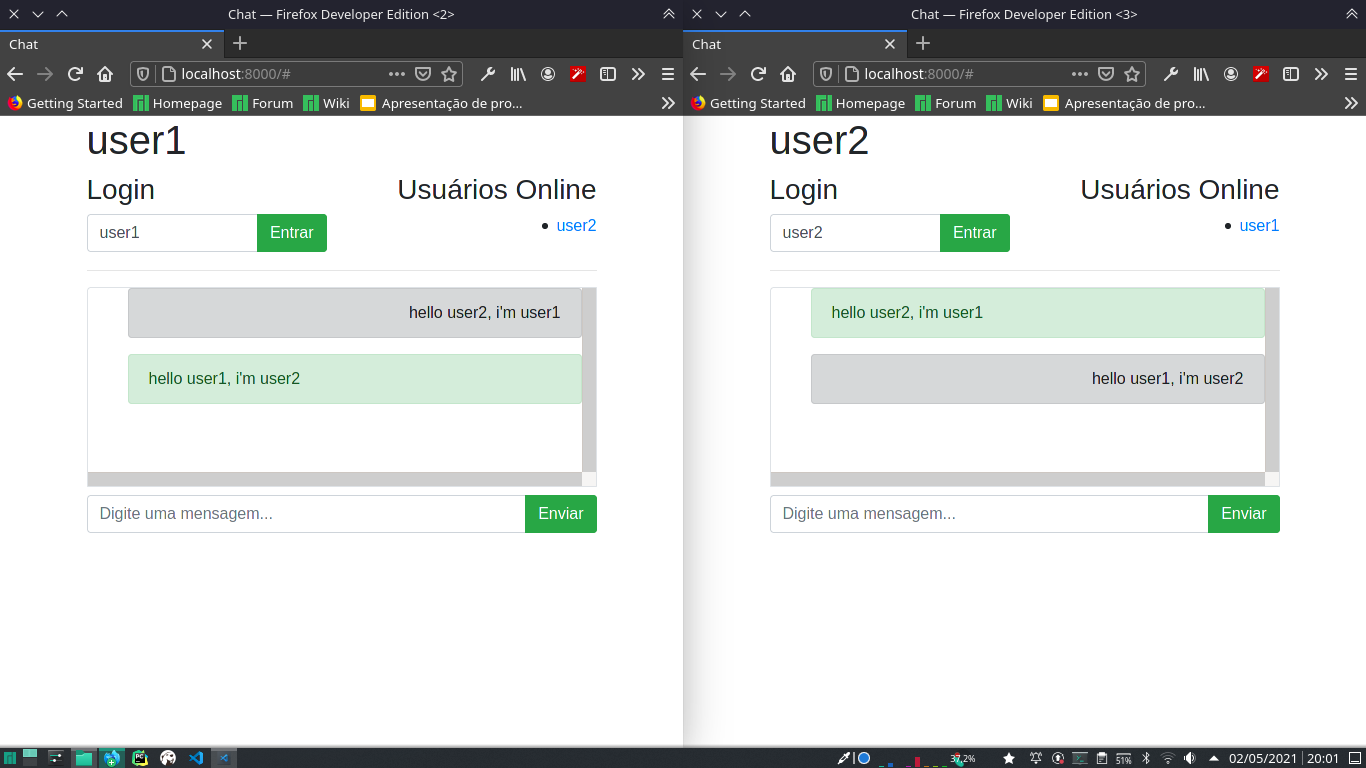 Chat — Firefox Developer Edition <2>
Chat
localhost:8000/#
Getting Started Homepage Forum Wiki Apresentação de pro...
user1
Login
Usuários Online
user1 Entrar
user2
hello user2, i'm user1
hello user1, i'm user2
Digite uma mensagem... Enviar
Chat — Firefox Developer Edition <3>
Chat
localhost:8000/#
Getting Started Homepage Forum Wiki Apresentação de pro...
user2
Login
Usuários Online
user2 Entrar
user1
hello user2, i'm user1
hello user1, i'm user2
Digite uma mensagem... Enviar
37,2% 51% 02/05/2021 20:01